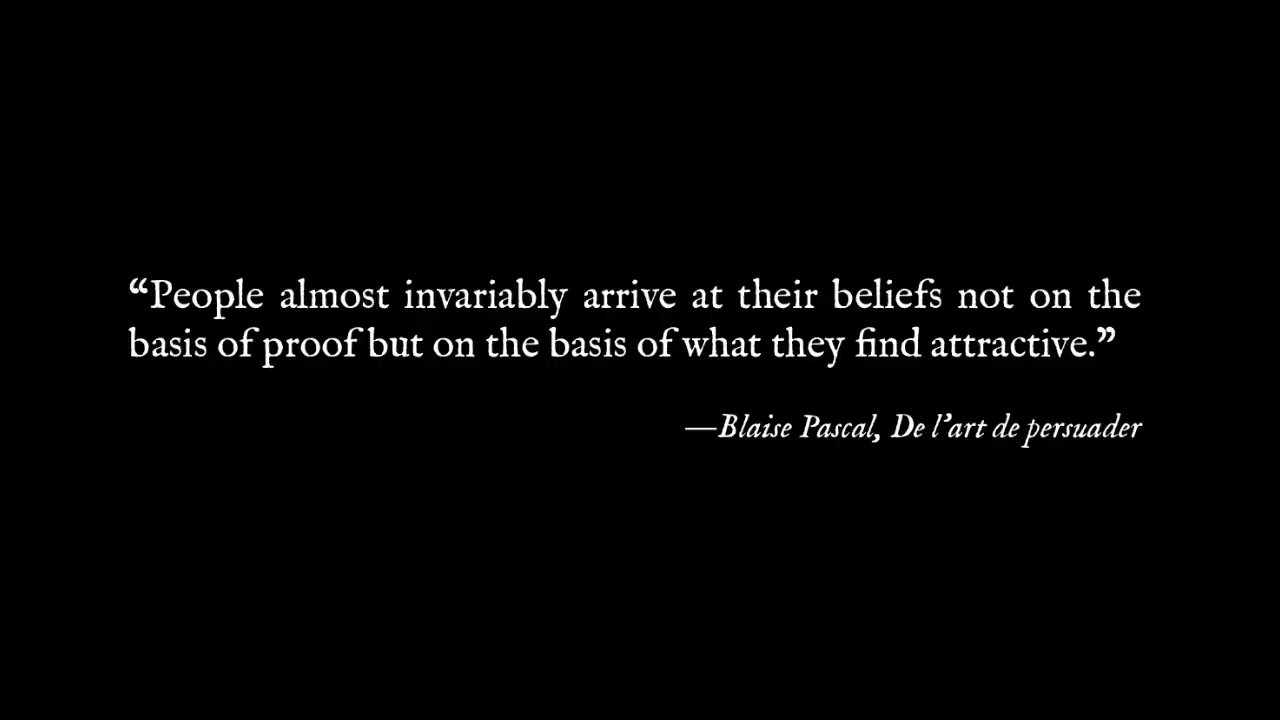 “People almost invariably arrive at their beliefs not on the
basis of proof but on the basis of what they find attractive.”
—Blaise Pascal, De l’art de persuader